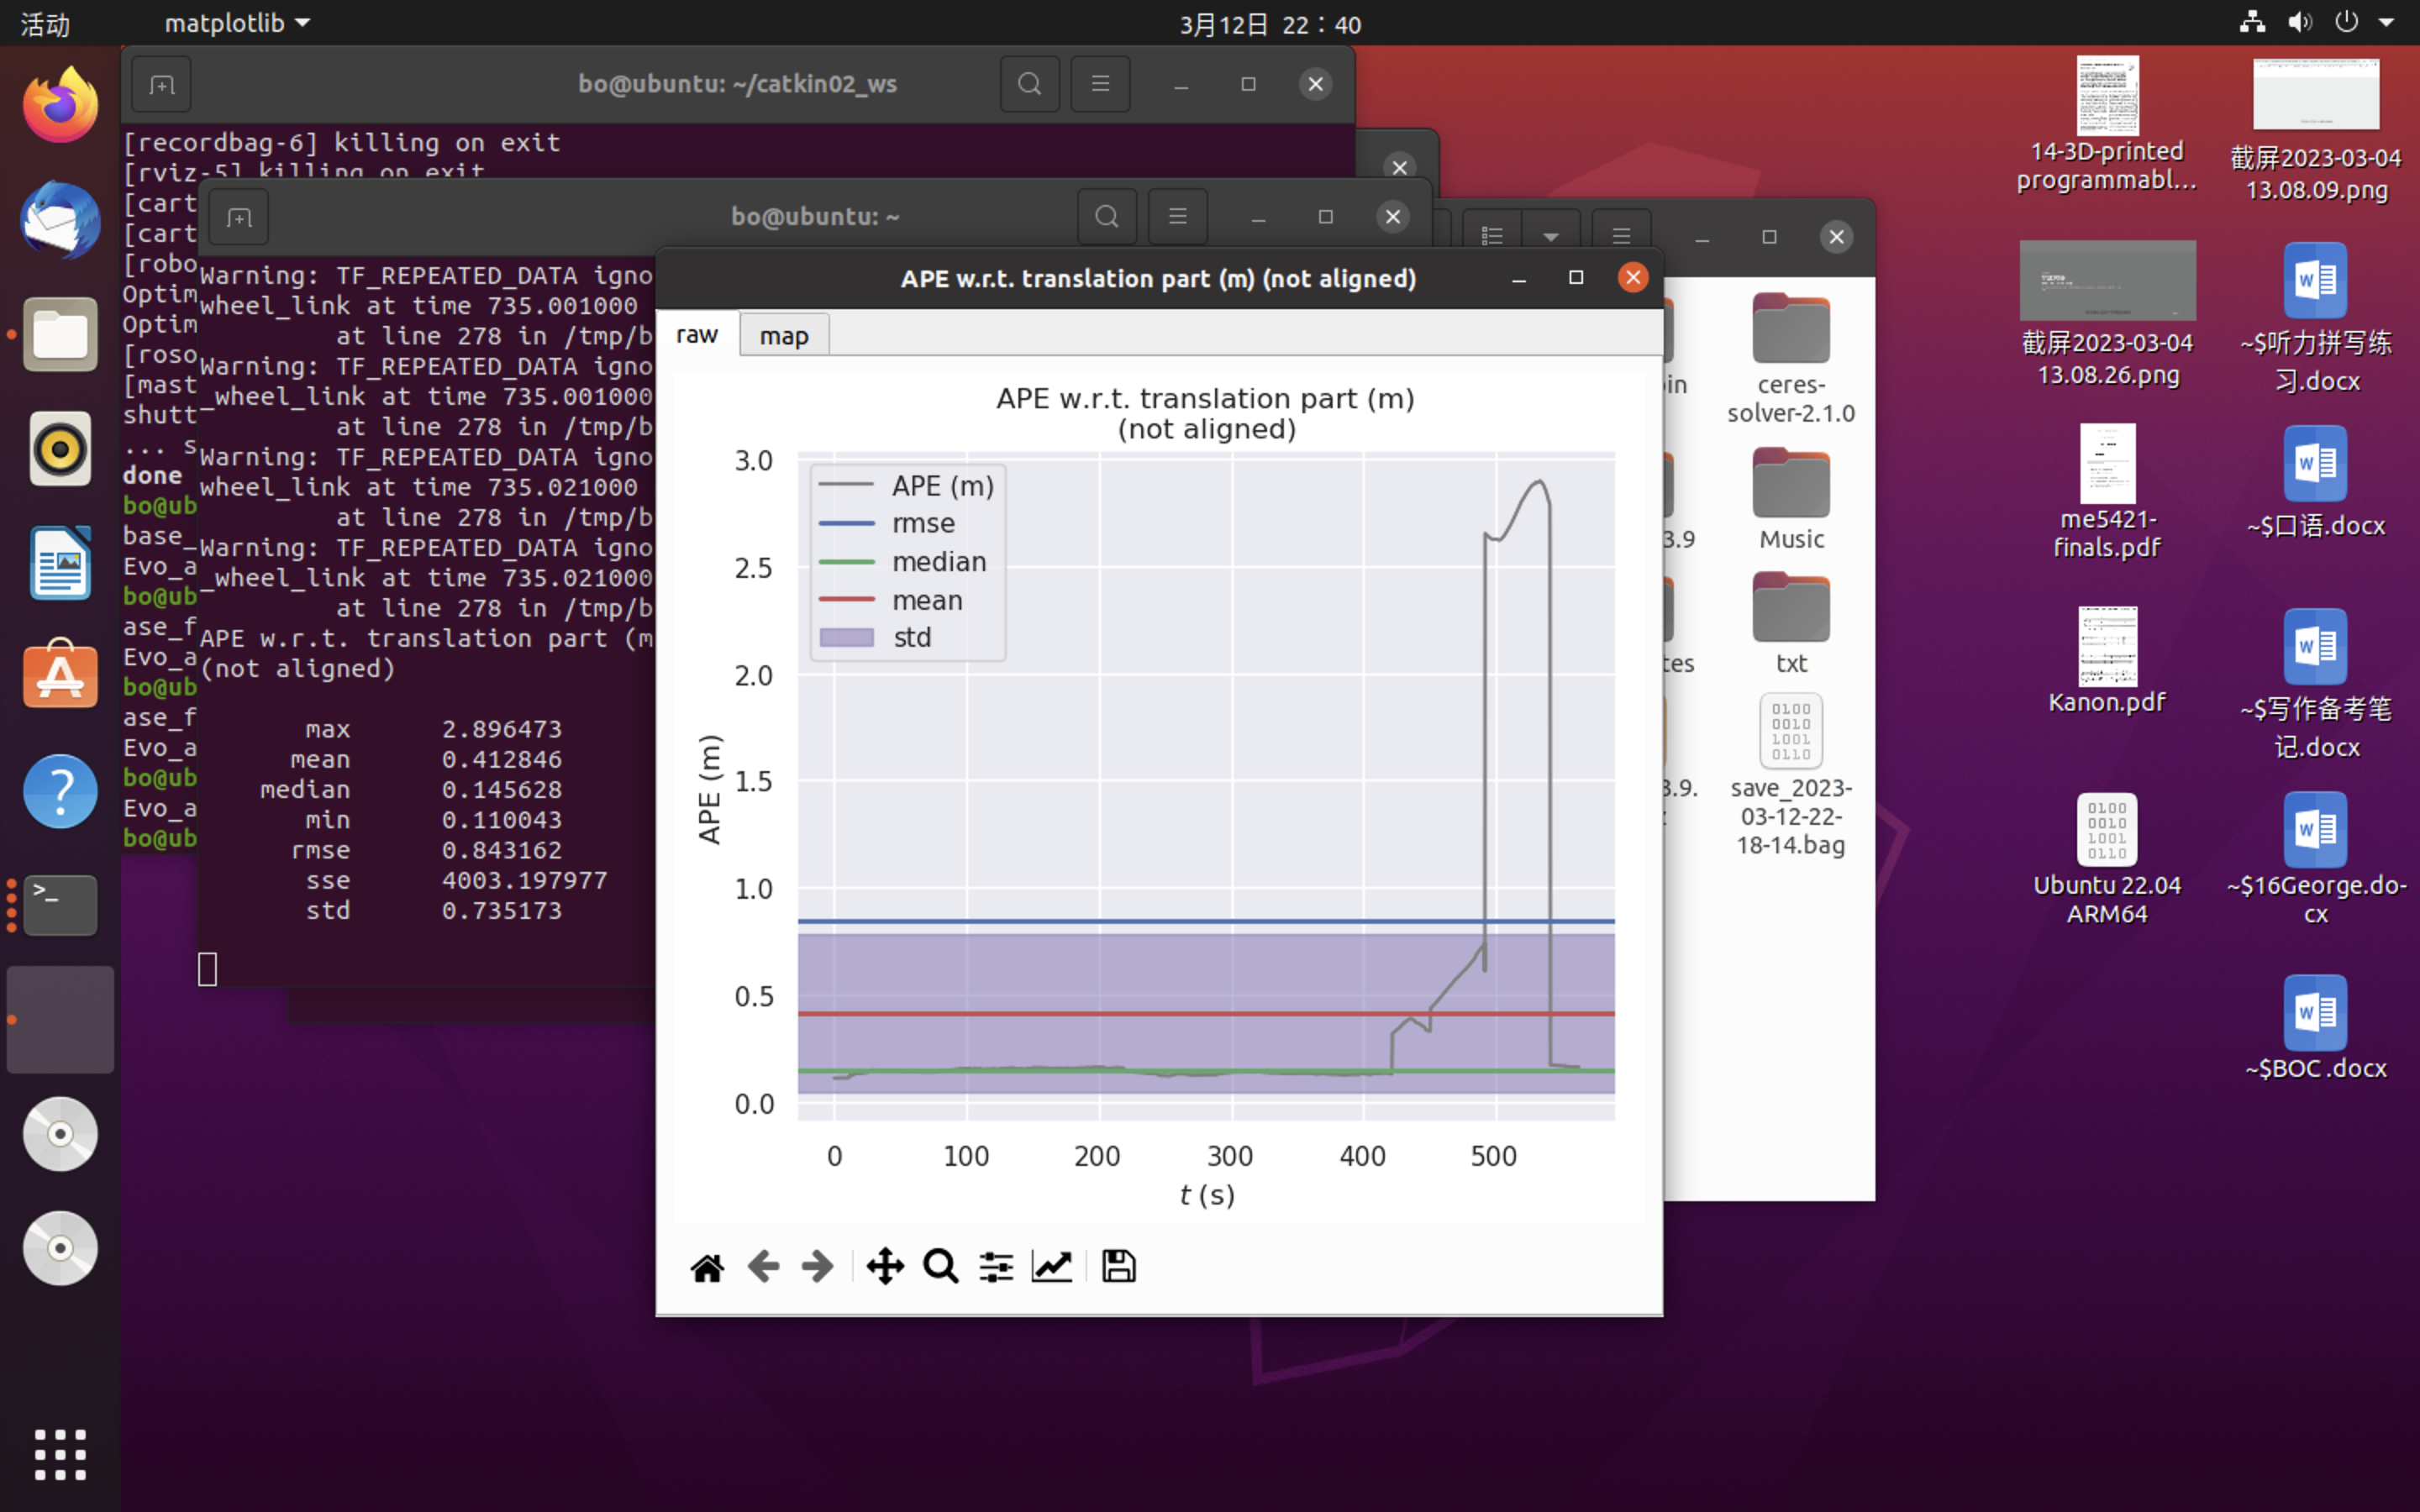 活动
matplotlib
3月12日 22：40
bo@ubuntu: ~/catkin02_ws
[recordbag-6] killing on exit
[rviz-5] killing on exit
[cart
[cart
[robo
Optim
Optim
[roso
[mast
shutt
... s
done
bo@ub
base_
Evo_a
bo@ub
ase_f
Evo_a
bo@ub
ase_f
Evo_a
bo@ub
Evo_a
bo@ub
bo@ubuntu: ~
Warning: TF_REPEATED_DATA igno
wheel_link at time 735.001000
at line 278 in /tmp/b
Warning: TF_REPEATED_DATA igno
_wheel_link at time 735.001000
at line 278 in /tmp/b
Warning: TF_REPEATED_DATA igno
wheel_link at time 735.021000
at line 278 in /tmp/b
Warning: TF_REPEATED_DATA igno
_wheel_link at time 735.021000
at line 278 in /tmp/b
APE w.r.t. translation part (m
(not aligned)
max 2.896473
mean 0.412846
median 0.145628
min 0.110043
rmse 0.843162
sse 4003.197977
std 0.735173
APE w.r.t. translation part (m) (not aligned)
raw
map
APE w.r.t. translation part (m)
(not aligned)
APE (m)
rmse
median
mean
std
3.0
2.5
2.0
1.5
1.0
0.5
0.0
APE (m)
0 100 200 300 400 500
t (s)
in
3.9
tes
3.9.
ceres-
solver-2.1.0
Music
txt
0100
0010
1001
0110
save_2023-
03-12-22-
18-14.bag
14-3D-printed
programmabl...
截屏2023-03-04
13.08.26.png
me5421-
finals.pdf
Kanon.pdf
0100
0010
1001
0110
Ubuntu 22.04
ARM64
截屏2023-03-04
13.08.09.png
W
~$听力拼写练
习.docx
W
~$口语.docx
W
~$写作备考笔
记.docx
W
~$16George.do-
cx
W
~$BOC .docx